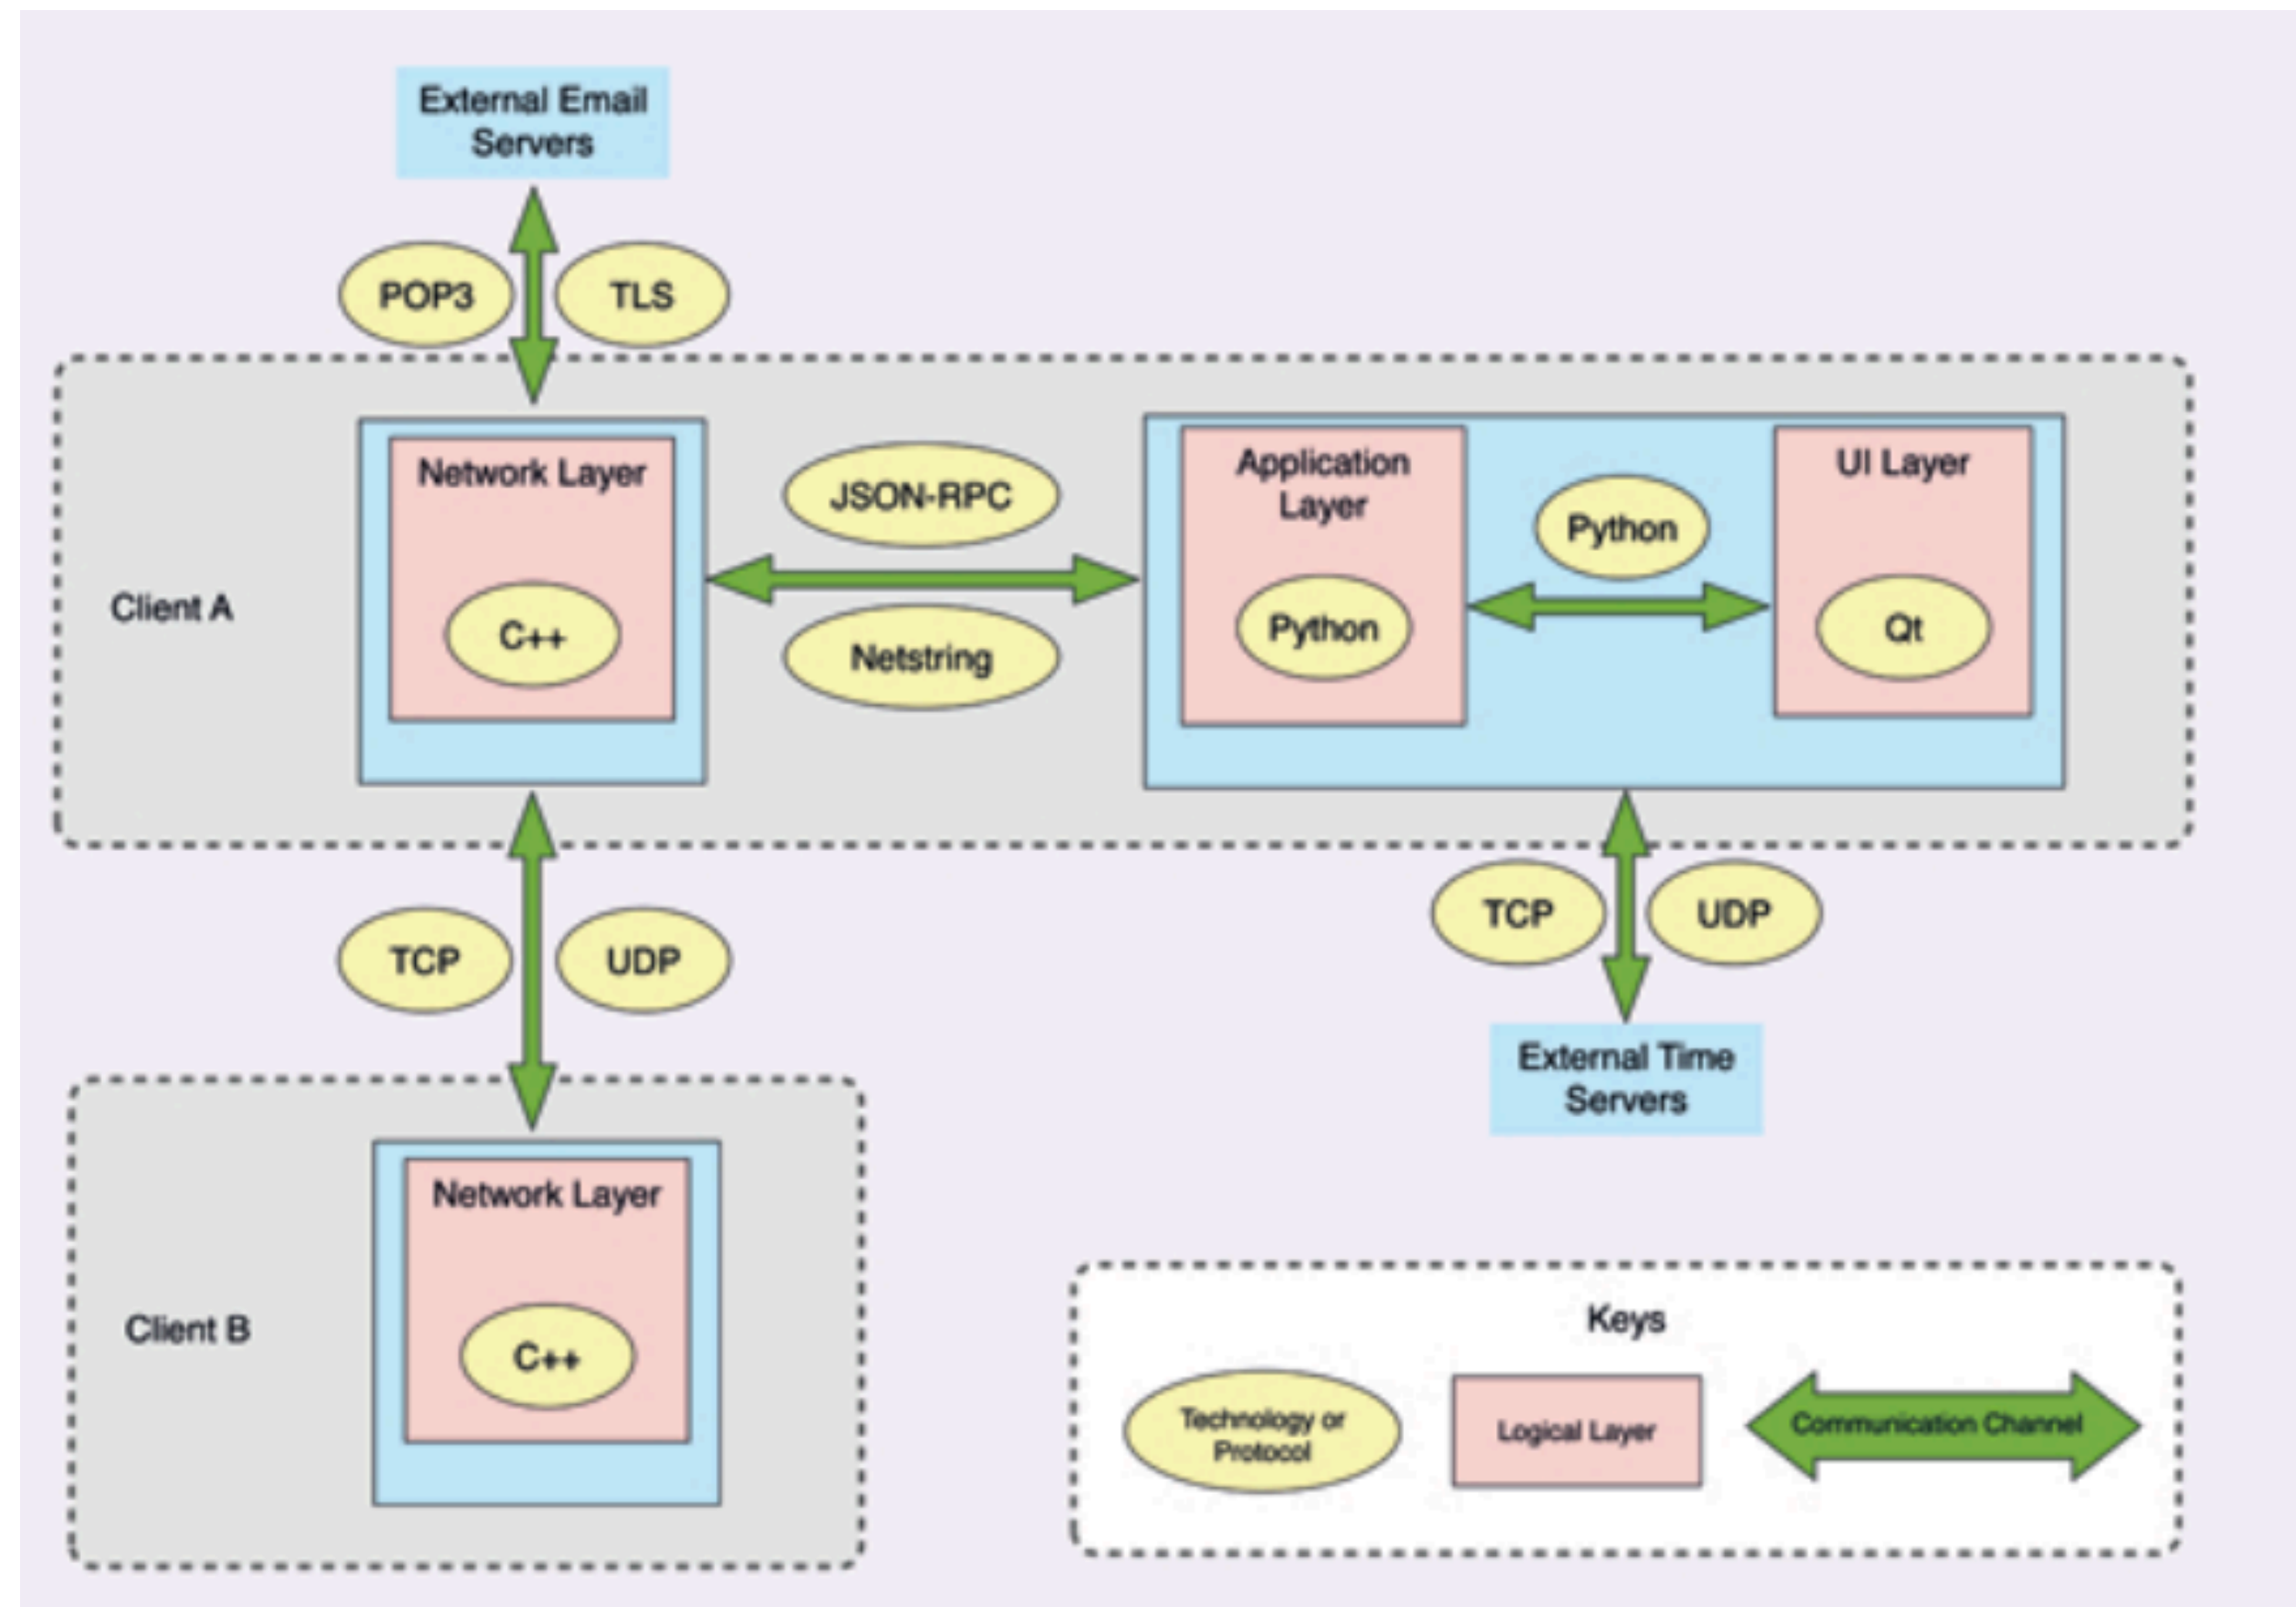 External Email
Servers
POP3
TLS
Network Layer
C++
Client A
JSON-RPC
Netstring
Application
Layer
Python
Python
UI Layer
Qt
TCP
UDP
TCP
UDP
External Time
Servers
Network Layer
C++
Client B
Keys
Technology or
Protocol
Logical Layer
Communication Channel